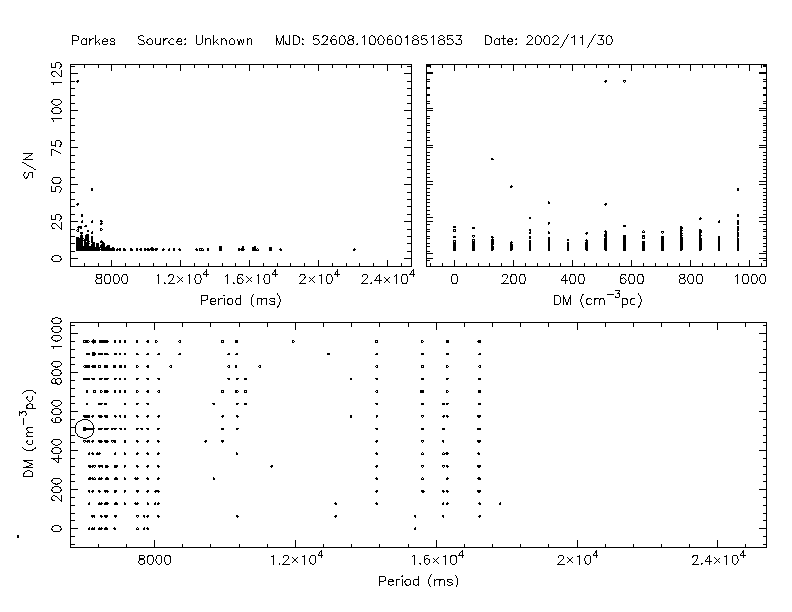 Parkes Source: Unknown MJD: 52608.100601851853 Date: 2002/11/30
125
100
75
50
25
0
S/N
8000 1.2×10⁴ 1.6×10⁴ 2×10⁴ 2.4×10⁴
Period (ms)
0 200 400 600 800 1000
DM (cm⁻³pc)
1000
800
600
400
200
0
DM (cm⁻³pc)
8000 1.2×10⁴ 1.6×10⁴ 2×10⁴ 2.4×10⁴
Period (ms)